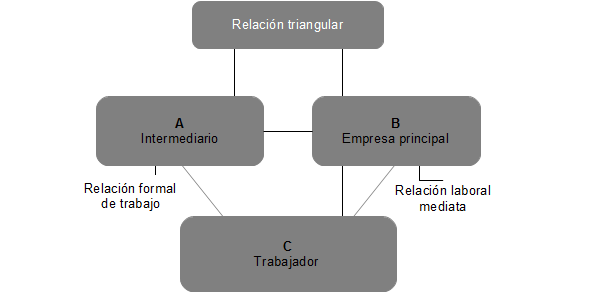 Relación triangular
A
Intermediario
B
Empresa principal
Relación formal
de trabajo
Relación laboral
mediata
C
Trabajador